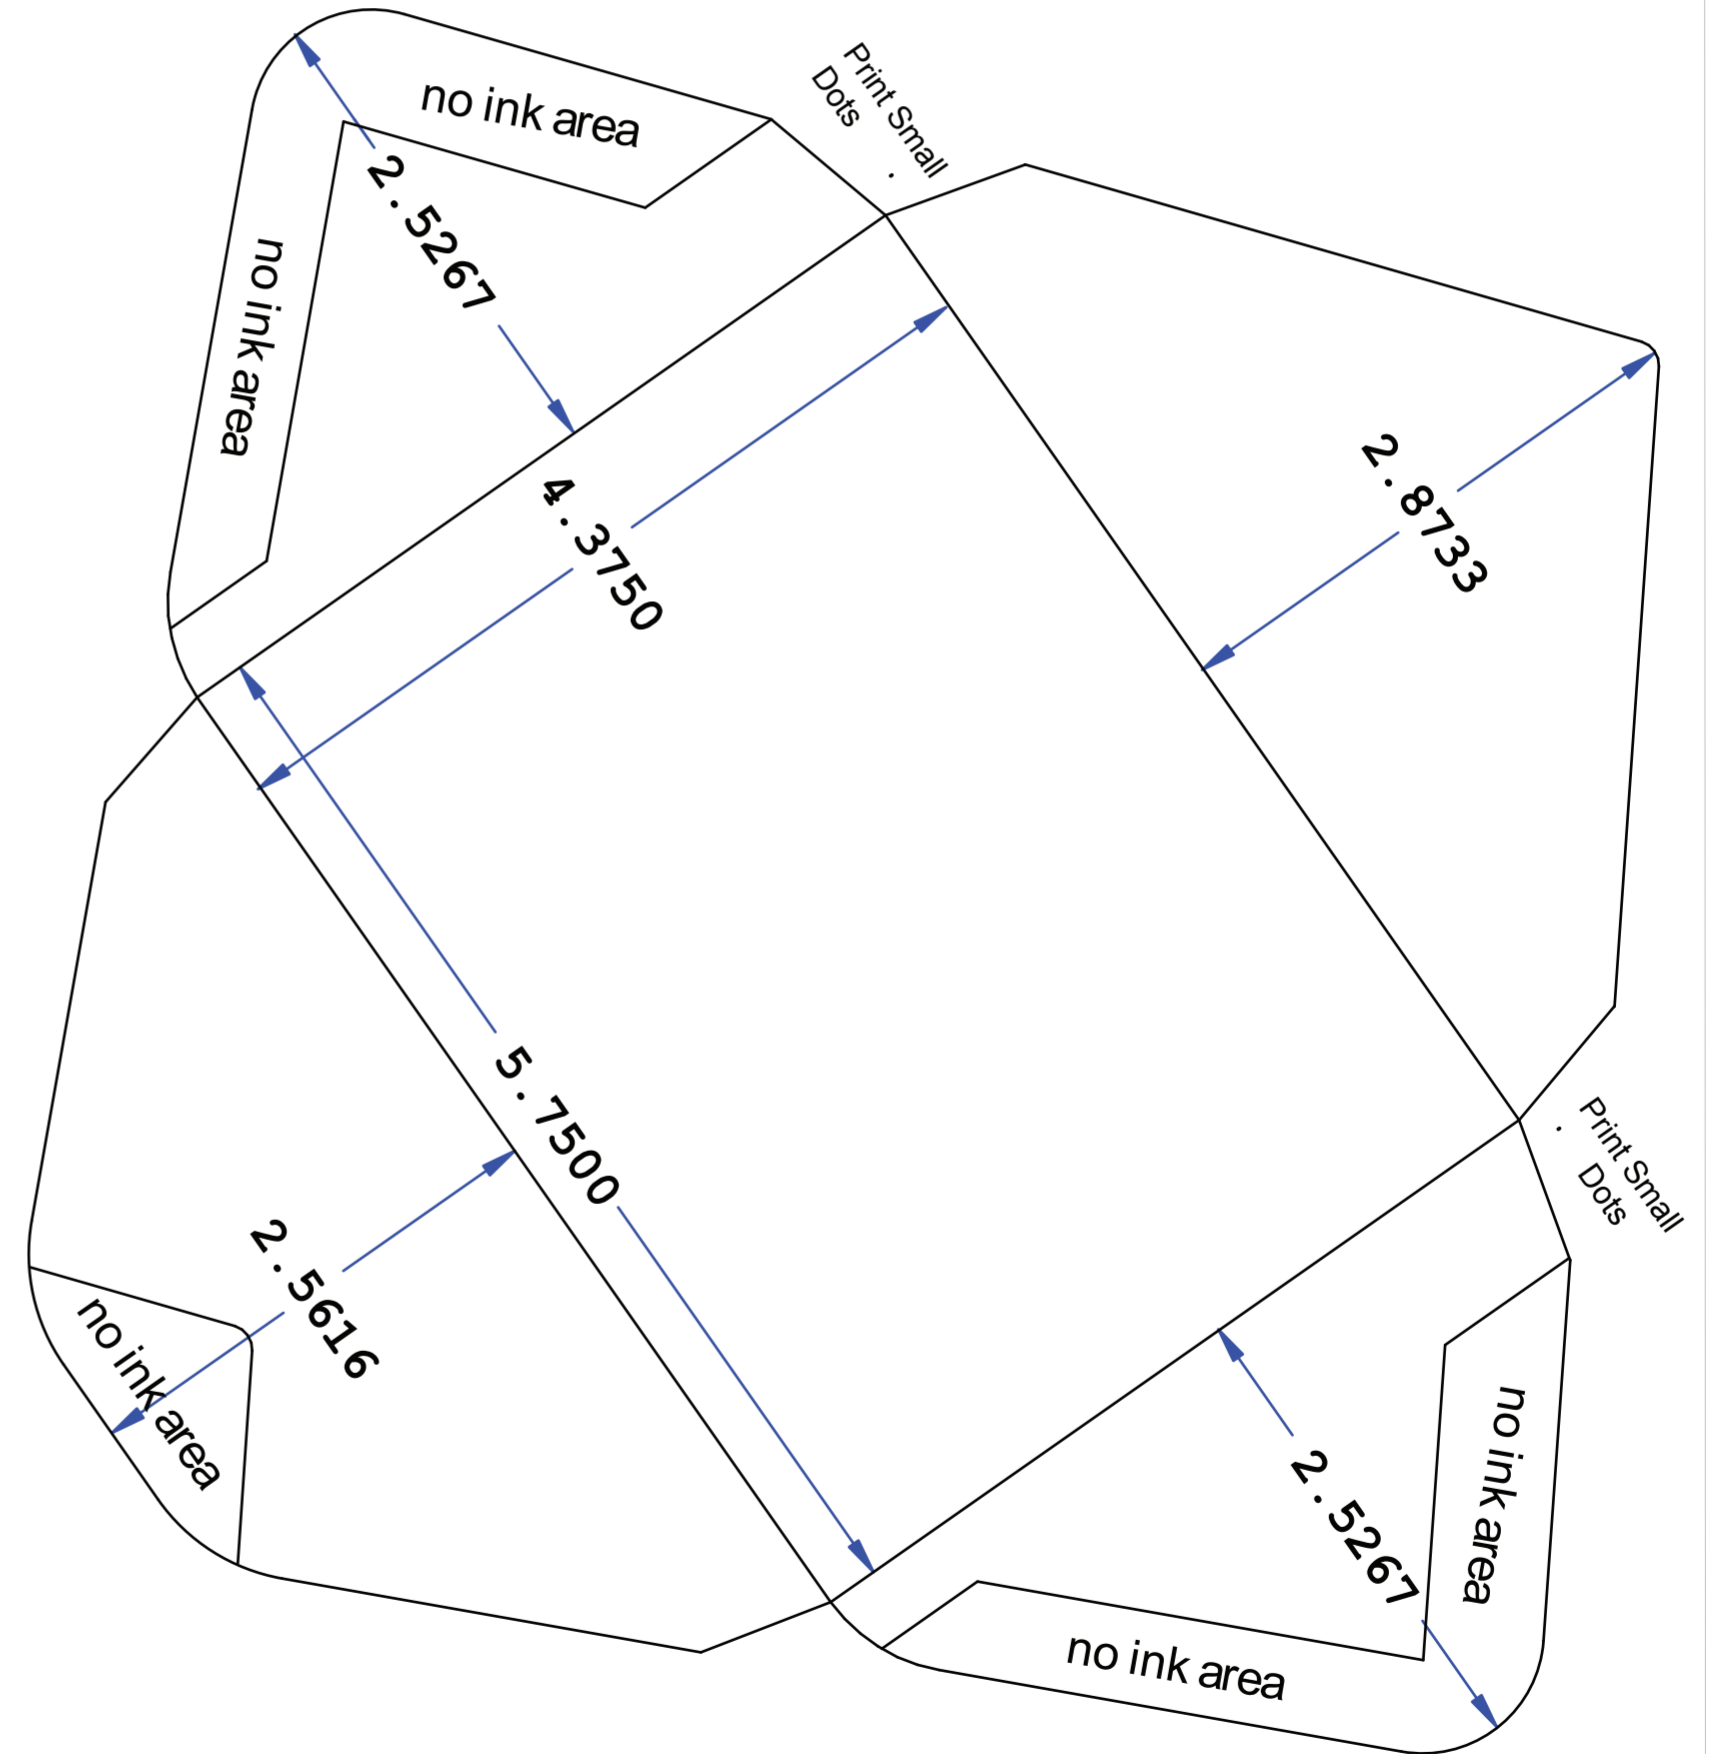 Print Small
Dots
.
no ink area
2.5267
no ink area
4.3750
2.8733
5.7500
Print Small
Dots
.
2.5616
no ink area
2.5267
no ink area
no ink area